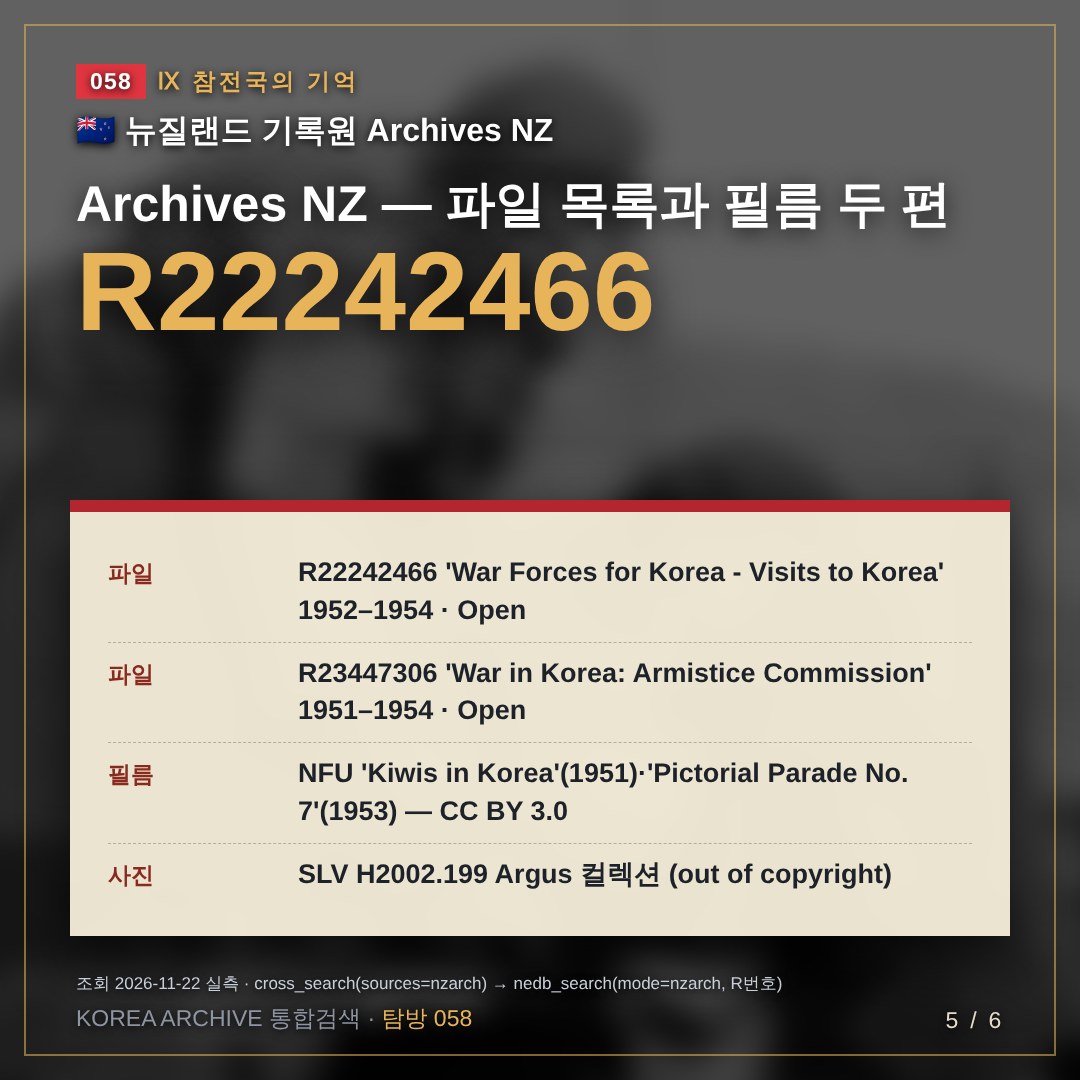 058 Ⅸ 참전국의 기억
🇳🇿 뉴질랜드 기록원 Archives NZ
Archives NZ — 파일 목록과 필름 두 편
R22242466
파일 R22242466 'War Forces for Korea - Visits to Korea'
1952–1954 · Open
파일 R23447306 'War in Korea: Armistice Commission'
1951–1954 · Open
필름 NFU 'Kiwis in Korea'(1951)·'Pictorial Parade No.
7'(1953) — CC BY 3.0
사진 SLV H2002.199 Argus 컬렉션 (out of copyright)
조회 2026-11-22 실측 · cross_search(sources=nzarch) → nedb_search(mode=nzarch, R번호)
KOREA ARCHIVE 통합검색 · 탐방 058
5 / 6